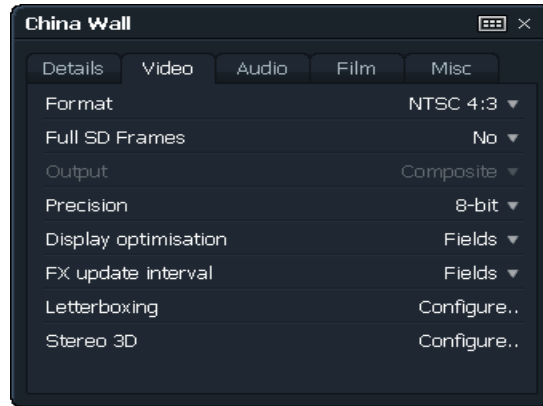 China Wall
Details Video Audio Film Misc
Format NTSC 4:3
Full SD Frames No
Output Composite
Precision 8-bit
Display optimisation Fields
FX update interval Fields
Letterboxing Configure..
Stereo 3D Configure..